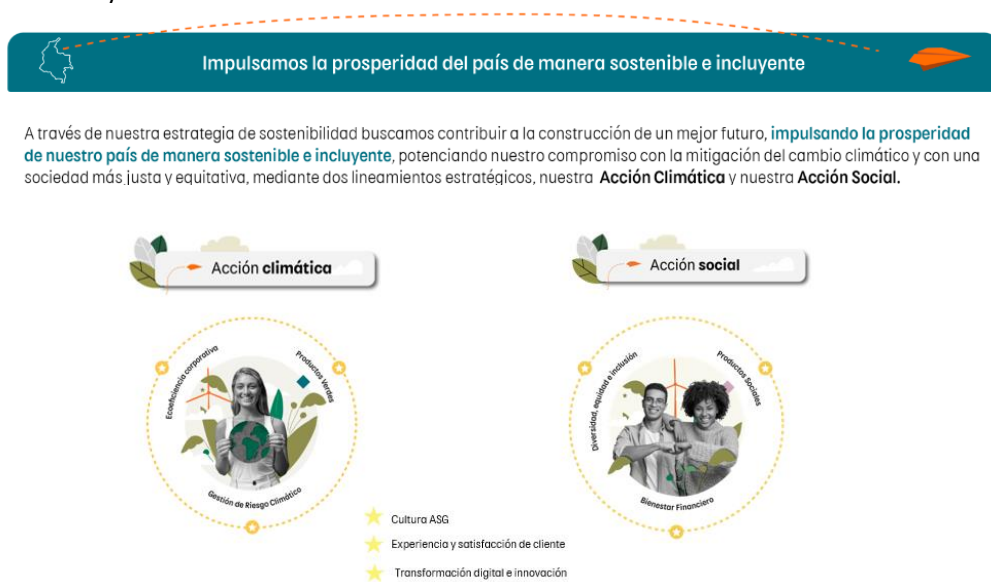 Impulsamos la prosperidad del país de manera sostenible e incluyente
A través de nuestra estrategia de sostenibilidad buscamos contribuir a la construcción de un mejor futuro, impulsando la prosperidad
de nuestro país de manera sostenible e incluyente, potenciando nuestro compromiso con la mitigación del cambio climático y con una
sociedad más justa y equitativa, mediante dos lineamientos estratégicos, nuestra Acción Climática y nuestra Acción Social.
Acción climática
Acción social
Ecoeficiencia corporativa
Productos Verdes
Gestión de Riesgo Climático
Diversidad, equidad e inclusión
Productos Sociales
Bienestar Financiero
Cultura ASG
Experiencia y satisfacción de cliente
Transformación digital e innovación